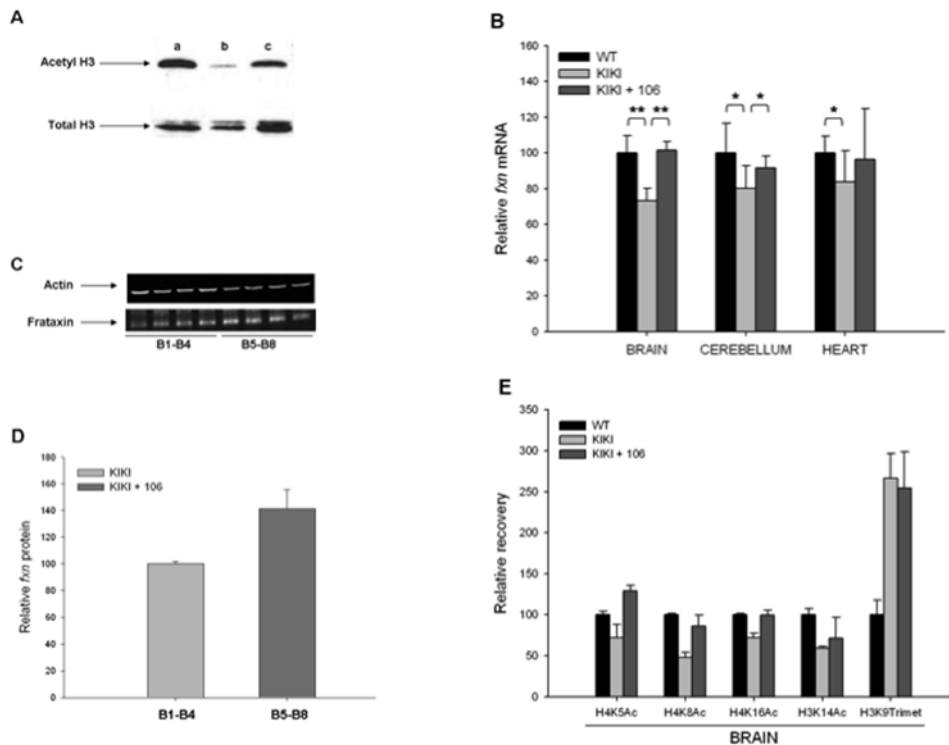 A
a b c
Acetyl H3
Total H3
B
WT
KIKI
KIKI + 106
160
140
120
100
80
60
40
20
0
Relative fxn mRNA
** ** * * *
BRAIN CEREBELLUM HEART
C
Actin
Frataxin
B1-B4 B5-B8
D
KIKI
KIKI + 106
180
160
140
120
100
80
60
40
20
0
Relative fxn protein
B1-B4 B5-B8
E
WT
KIKI
KIKI + 106
350
300
250
200
150
100
50
0
Relative recovery
H4K5Ac H4K8Ac H4K16Ac H3K14Ac H3K9Trimet
BRAIN